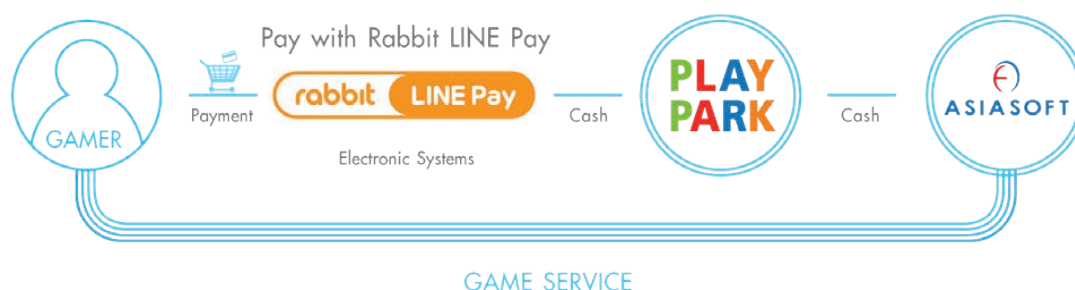 Pay with Rabbit LINE Pay
GAMER
Payment
rabbit LINE Pay
Cash
PLAY
PARK
Cash
ASIASOFT
Electronic Systems
GAME SERVICE